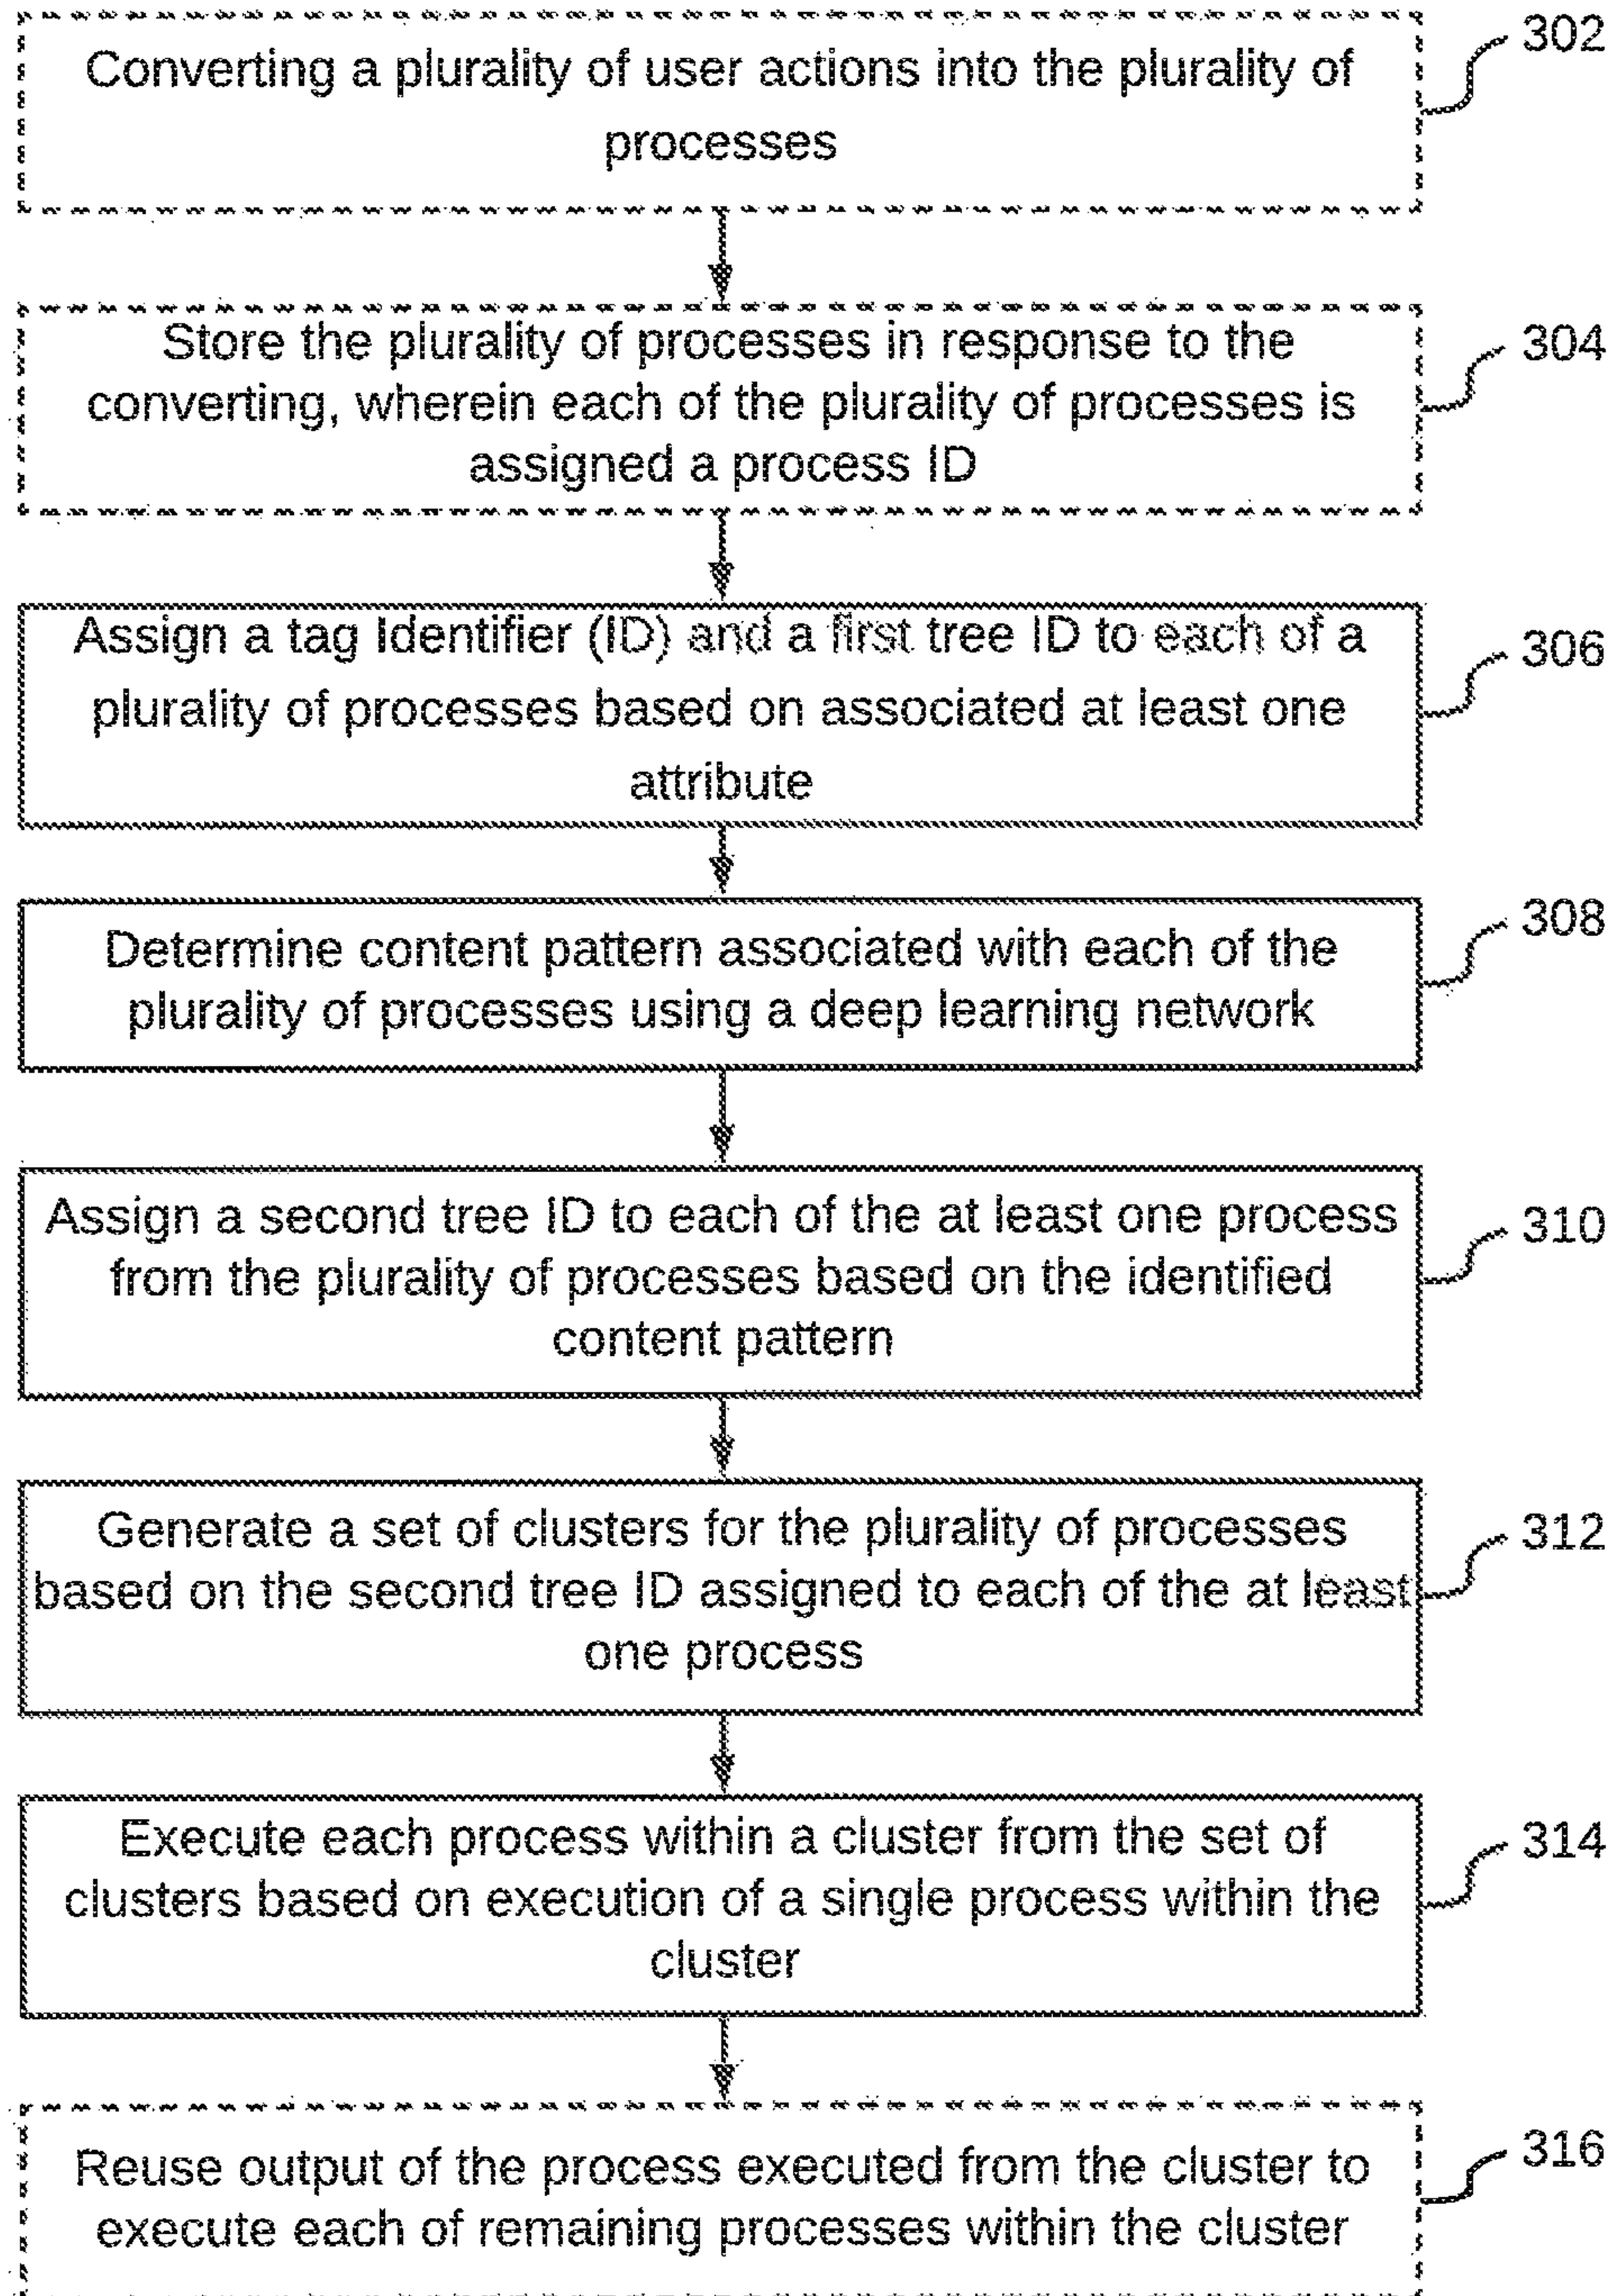 Converting a plurality of user actions into the plurality of
processes
302
Store the plurality of processes in response to the
converting, wherein each of the plurality of processes is
assigned a process ID
304
Assign a tag Identifier (ID) and a first tree ID to each of a
plurality of processes based on associated at least one
attribute
306
Determine content pattern associated with each of the
plurality of processes using a deep learning network
308
Assign a second tree ID to each of the at least one process
from the plurality of processes based on the identified
content pattern
310
Generate a set of clusters for the plurality of processes
based on the second tree ID assigned to each of the at least
one process
312
Execute each process within a cluster from the set of
clusters based on execution of a single process within the
cluster
314
Reuse output of the process executed from the cluster to
execute each of remaining processes within the cluster
316